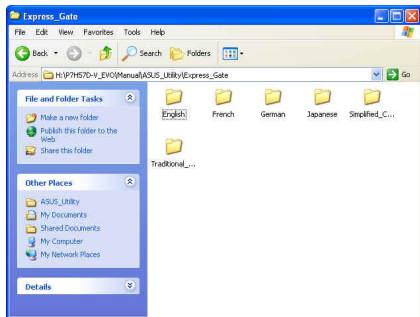 Express_Gate
File Edit View Favorites Tools Help
Back Search Folders
Address H:\P7H57D-V_EVO\Manual\ASUS_Utility\Express_Gate Go
File and Folder Tasks
Make a new folder
Publish this folder to the Web
Share this folder
Other Places
ASUS_Utility
My Documents
Shared Documents
My Computer
My Network Places
Details
English French German Japanese Simplified_C...
Traditional_...